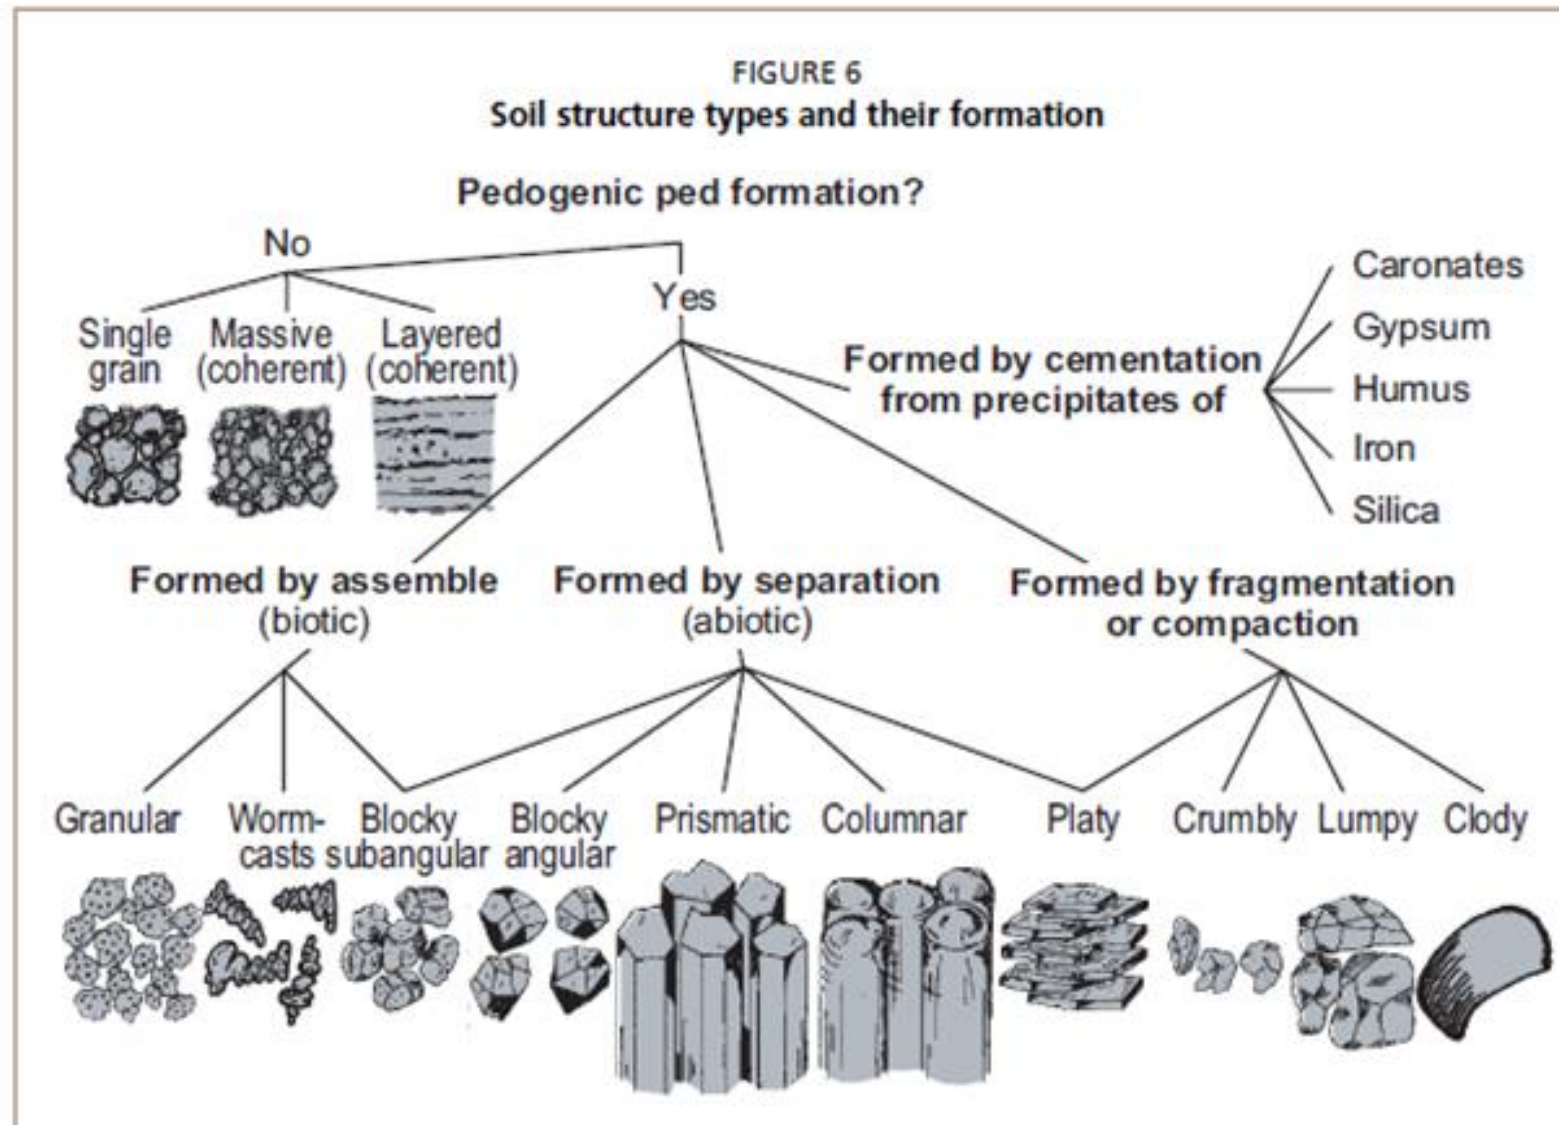 FIGURE 6
Soil structure types and their formation
Pedogenic ped formation?
No
Yes
Single
grain
Massive
(coherent)
Layered
(coherent)
Formed by cementation
from precipitates of
Caronates
Gypsum
Humus
Iron
Silica
Formed by assemble
(biotic)
Formed by separation
(abiotic)
Formed by fragmentation
or compaction
Granular
Worm-
casts
Blocky
subangular
Blocky
angular
Prismatic
Columnar
Platy
Crumbly
Lumpy
Clody